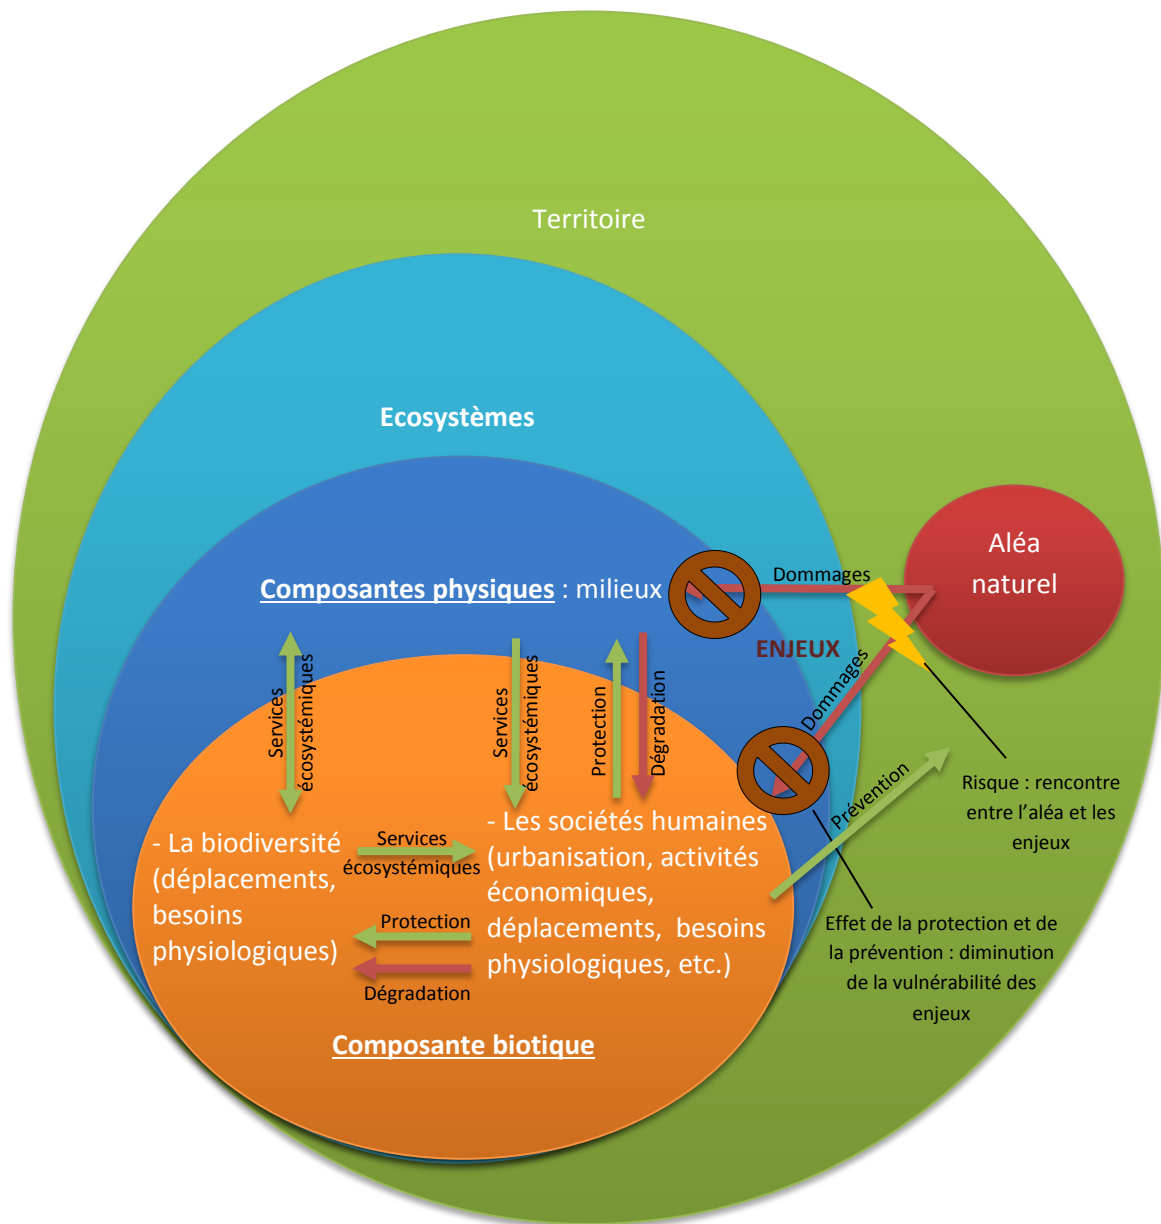 Territoire
Ecosystèmes
Aléa
naturel
Composantes physiques : milieux
Dommages
ENJEUX
Dommages
Services
écosystémiques
Services
écosystémiques
Protection
Dégradation
Prévention
Risque : rencontre
entre l’aléa et les
enjeux
- La biodiversité
(déplacements,
besoins
physiologiques)
Services
écosystémiques
Protection
Dégradation
- Les sociétés humaines
(urbanisation, activités
économiques,
déplacements, besoins
physiologiques, etc.)
Effet de la protection et de
la prévention : diminution
de la vulnérabilité des
enjeux
Composante biotique